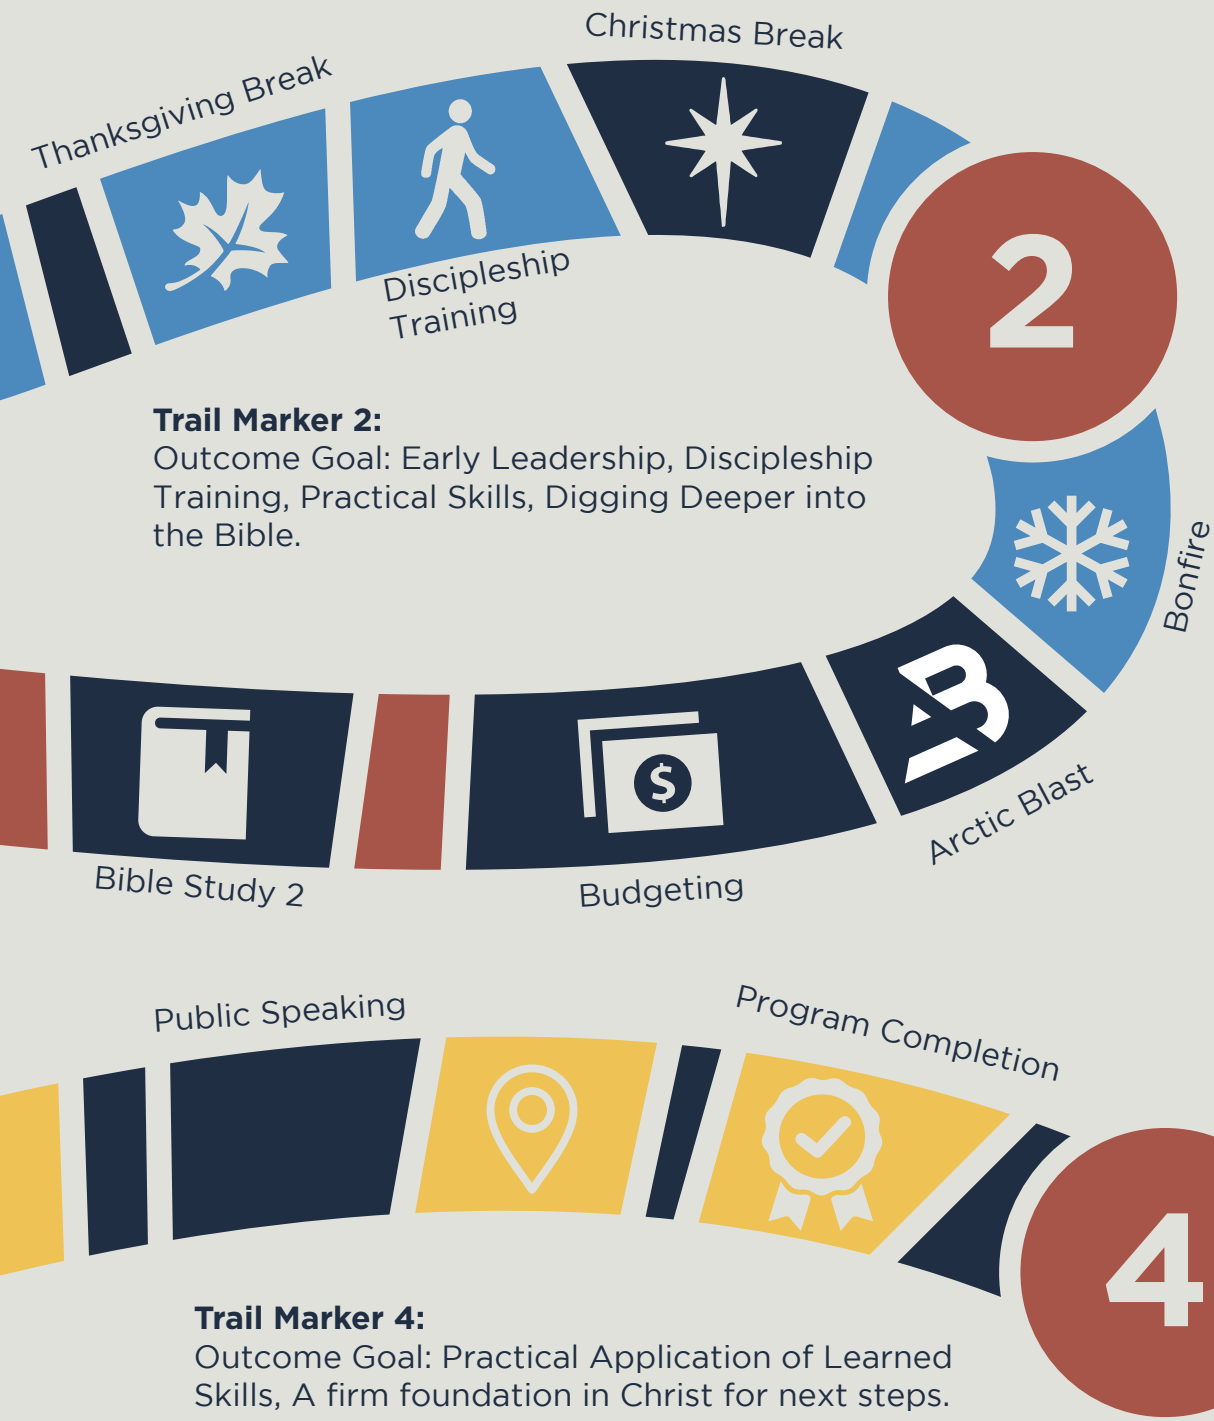 Christmas Break
Thanksgiving Break
2
Discipleship
Training
Trail Marker 2:
Outcome Goal: Early Leadership, Discipleship
Training, Practical Skills, Digging Deeper into
the Bible.
Bonfire
AB
Arctic Blast
$
Budgeting
Bible Study 2
Public Speaking
Program Completion
4
Trail Marker 4:
Outcome Goal: Practical Application of Learned
Skills, A firm foundation in Christ for next steps.